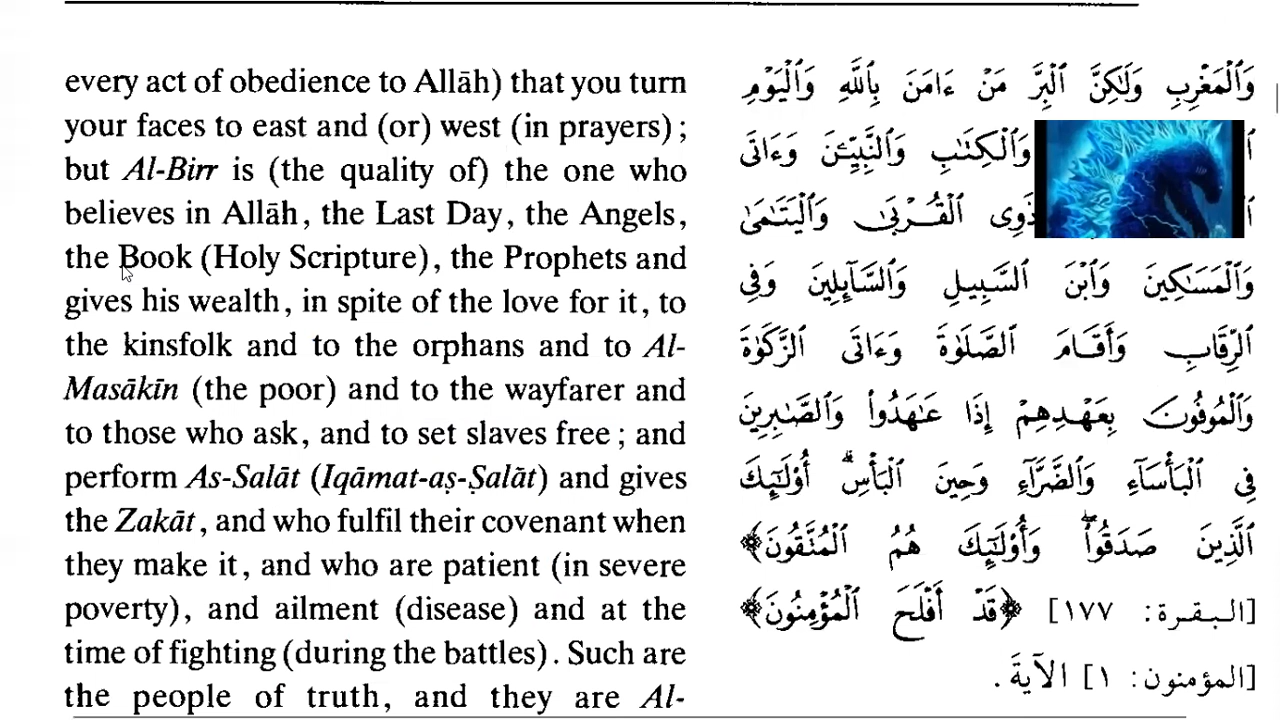 every act of obedience to Allāh) that you turn
your faces to east and (or) west (in prayers) ;
but Al-Birr is (the quality of) the one who
believes in Allāh, the Last Day, the Angels,
the Book (Holy Scripture), the Prophets and
gives his wealth, in spite of the love for it, to
the kinsfolk and to the orphans and to Al-
Masākīn (the poor) and to the wayfarer and
to those who ask, and to set slaves free ; and
perform As-Salāt (Iqāmat-aṣ-Ṣalāt) and gives
the Zakāt, and who fulfil their covenant when
they make it, and who are patient (in severe
poverty), and ailment (disease) and at the
time of fighting (during the battles). Such are
the people of truth, and they are Al-
وَٱلْمَغْرِبِ وَلَٰكِنَّ ٱلْبِرَّ مَنْ ءَامَنَ بِٱللَّهِ وَٱلْيَوْمِ
وَٱلْكِتَٰبِ وَٱلنَّبِيِّـۧنَ وَءَاتَى
ذَوِى ٱلْقُرْبَىٰ وَٱلْيَتَٰمَىٰ
وَٱلْمَسَٰكِينَ وَٱبْنَ ٱلسَّبِيلِ وَٱلسَّآئِلِينَ وَفِى
ٱلرِّقَابِ وَأَقَامَ ٱلصَّلَوٰةَ وَءَاتَى ٱلزَّكَوٰةَ
وَٱلْمُوفُونَ بِعَهْدِهِمْ إِذَا عَٰهَدُوا۟ وَٱلصَّٰبِرِينَ
فِى ٱلْبَأْسَآءِ وَٱلضَّرَّآءِ وَحِينَ ٱلْبَأْسِ ۗ أُو۟لَٰٓئِكَ
ٱلَّذِينَ صَدَقُوا۟ ۖ وَأُو۟لَٰٓئِكَ هُمُ ٱلْمُتَّقُونَ﴾
[البقرة: ١٧٧] ﴿قَدْ أَفْلَحَ ٱلْمُؤْمِنُونَ﴾
[المؤمنون: ١] الآيَةَ.